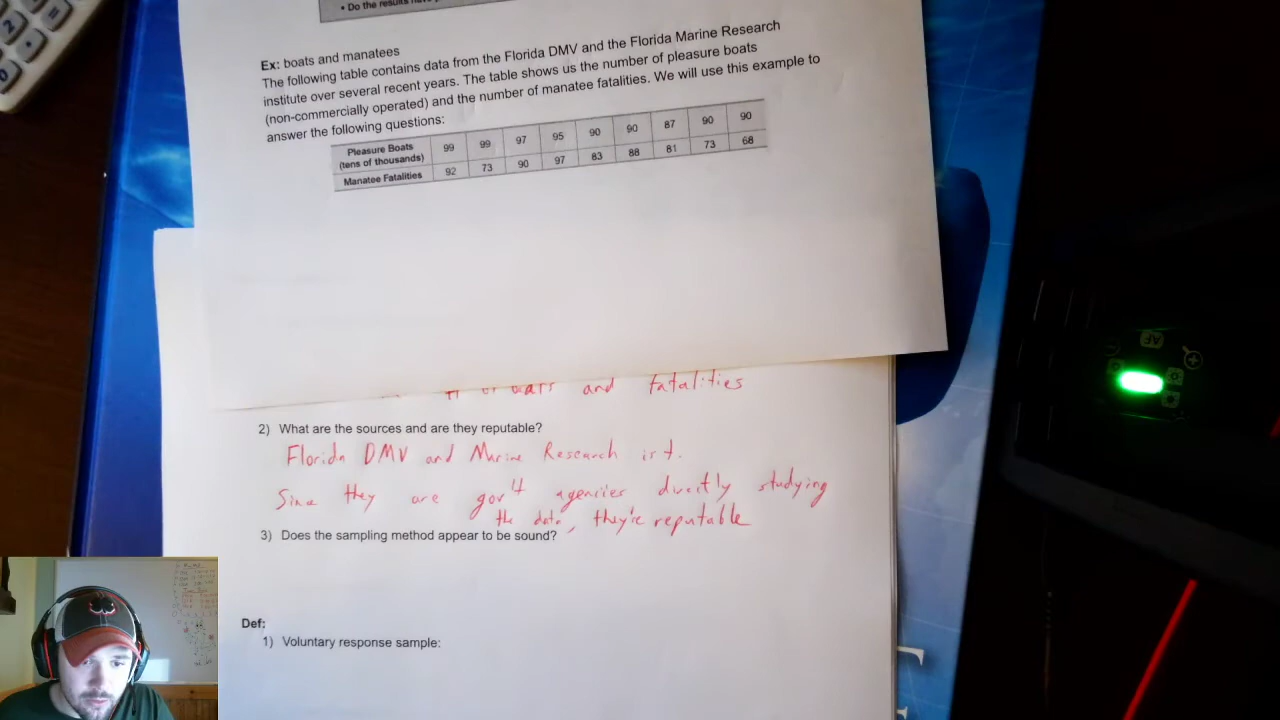 • Do the results have
Ex: boats and manatees
The following table contains data from the Florida DMV and the Florida Marine Research
institute over several recent years. The table shows us the number of pleasure boats
(non-commercially operated) and the number of manatee fatalities. We will use this example to
answer the following questions:
Pleasure Boats
(tens of thousands) 99 99 97 95 90 90 87 90 90
Manatee Fatalities 92 73 90 97 83 88 81 73 68
and fatalities
2) What are the sources and are they reputable?
Florida DMV and Marine Research ist.
Since they are gov't agencies directly studying
the data, they're reputable
3) Does the sampling method appear to be sound?
Def:
1) Voluntary response sample: